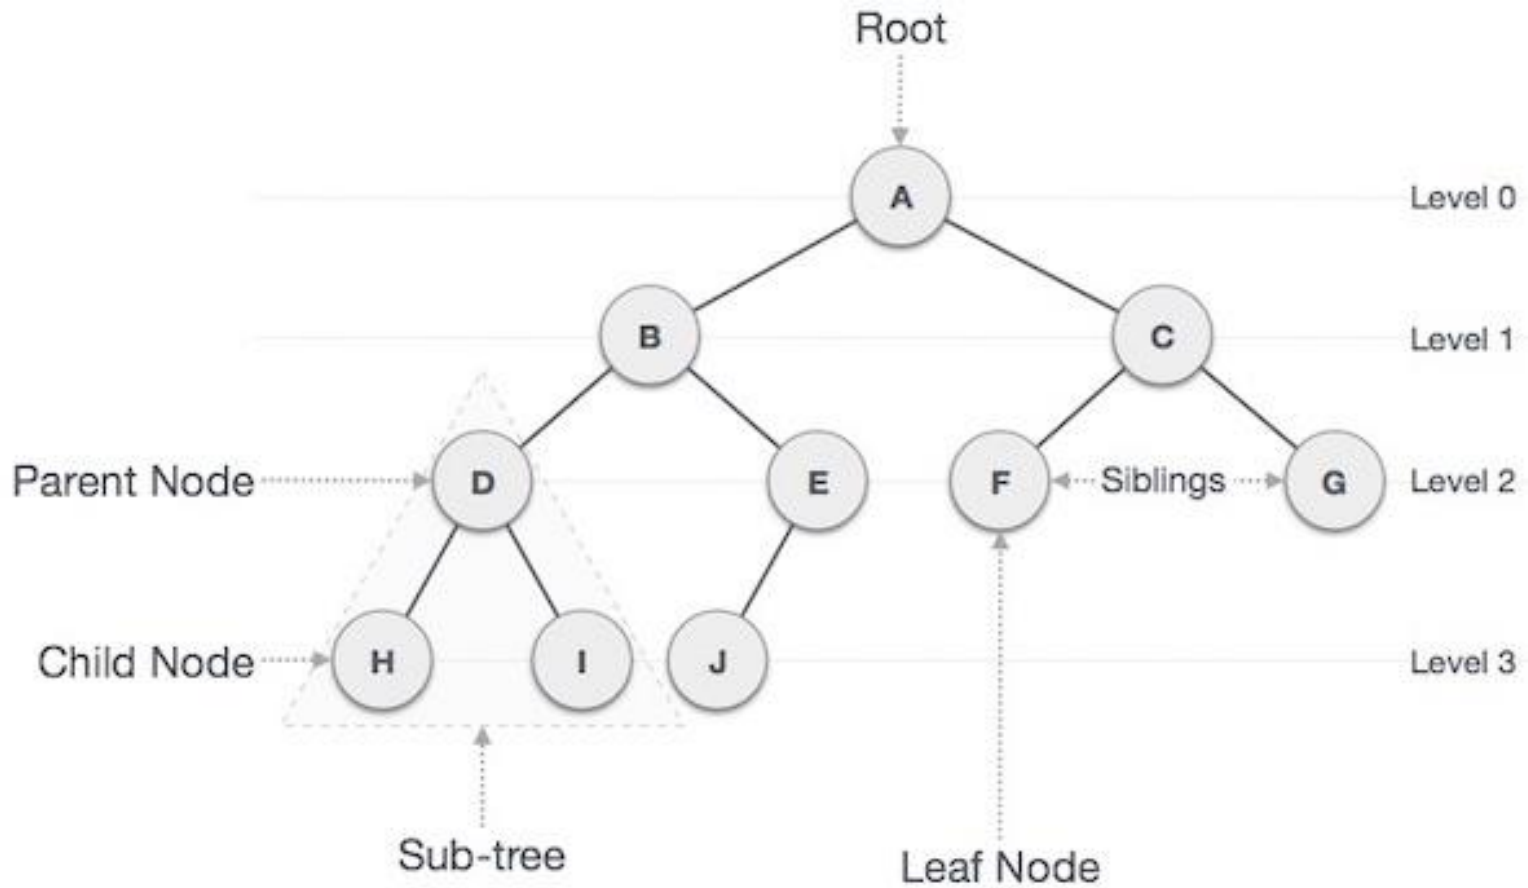 Root
A
Level 0
B
C
Level 1
Parent Node
D
E
F
Siblings
G
Level 2
Child Node
H
I
J
Level 3
Sub-tree
Leaf Node